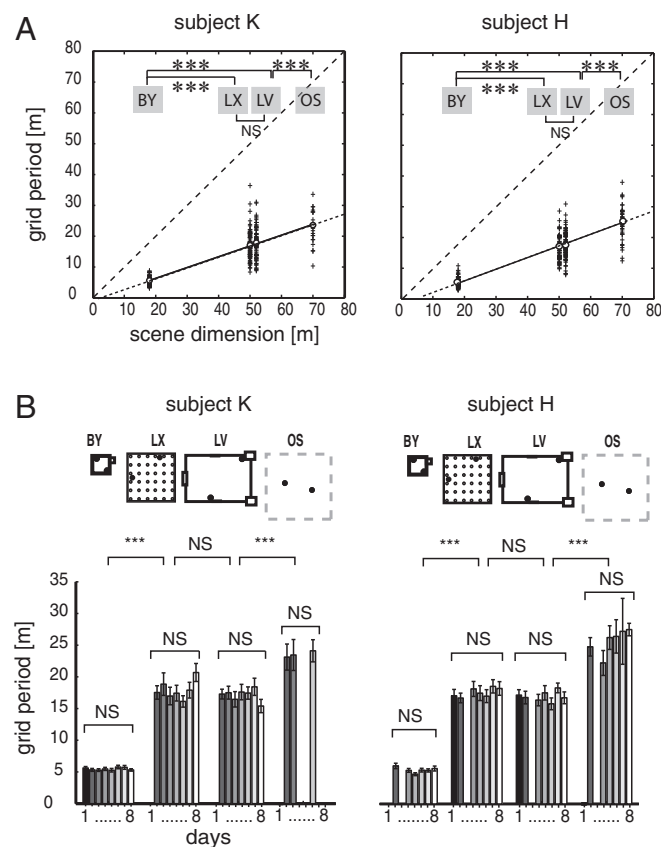 A
subject K
subject H
grid period [m]
80
70
60
50
40
30
20
10
0
*** ***
***
BY LX LV OS
NS
0 10 20 30 40 50 60 70 80
scene dimension [m]
*** ***
***
BY LX LV OS
NS
0 10 20 30 40 50 60 70 80
B
subject K
subject H
BY LX LV OS
BY LX LV OS
*** NS ***
*** NS ***
grid period [m]
35
30
25
20
15
10
5
0
NS NS NS NS
1 ...... 8 1 ...... 8 1 ...... 8 1 ...... 8
days
NS NS NS NS
1 ...... 8 1 ...... 8 1 ...... 8 1 ...... 8